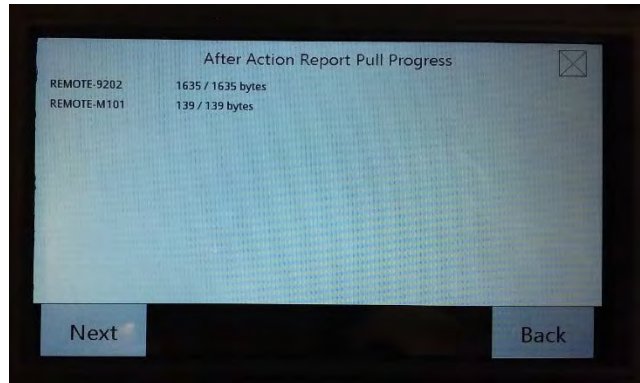 After Action Report Pull Progress
REMOTE-9202 1635 / 1635 bytes
REMOTE-M101 139 / 139 bytes
Next Back